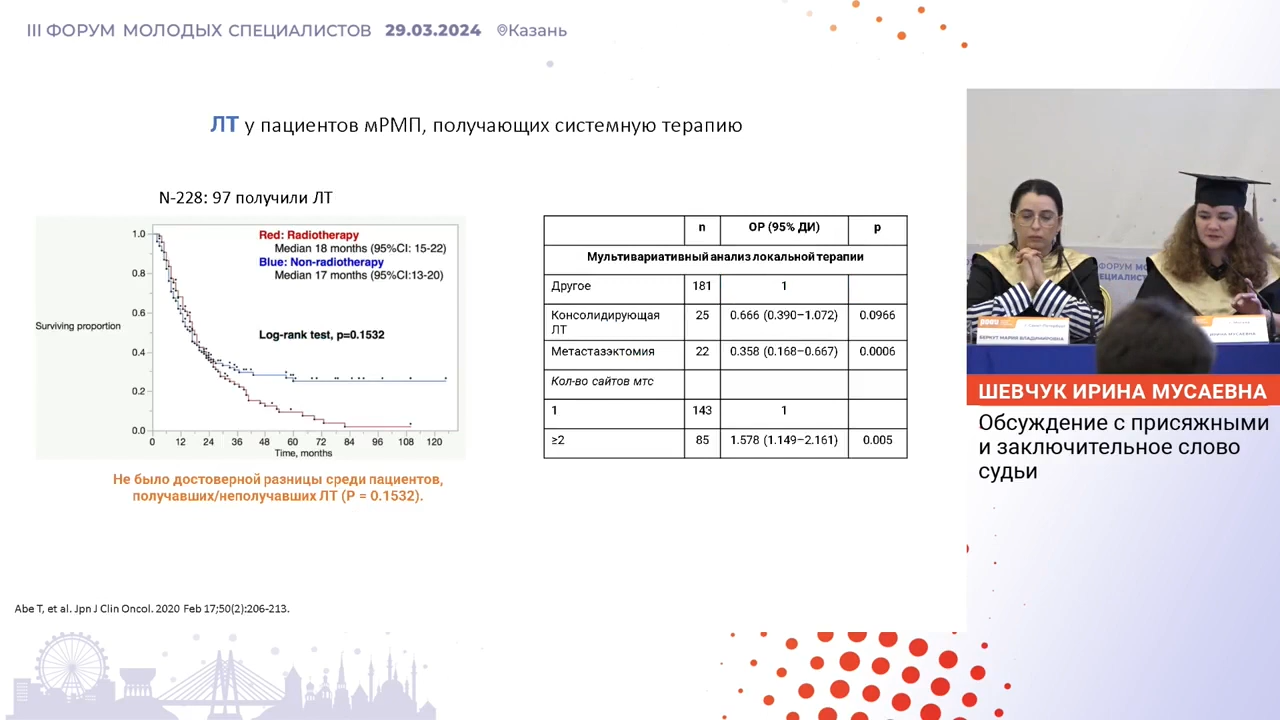 III ФОРУМ МОЛОДЫХ СПЕЦИАЛИСТОВ 29.03.2024 Казань
ЛТ у пациентов мРМП, получающих системную терапию
N-228: 97 получили ЛТ
Red: Radiotherapy
Median 18 months (95%CI: 15-22)
Blue: Non-radiotherapy
Median 17 months (95%CI:13-20)
Log-rank test, p=0.1532
Surviving proportion
1.0
0.8
0.6
0.4
0.2
0.0
0 12 24 36 48 60 72 84 96 108 120
Time, months
Не было достоверной разницы среди пациентов,
получавших/неполучавших ЛТ (P = 0.1532).
n ОР (95% ДИ) p
Мультивариативный анализ локальной терапии
Другое 181 1
Консолидирующая ЛТ 25 0.666 (0.390–1.072) 0.0966
Метастазэктомия 22 0.358 (0.168–0.667) 0.0006
Кол-во сайтов мтс
1 143 1
≥2 85 1.578 (1.149–2.161) 0.005
Abe T, et al. Jpn J Clin Oncol. 2020 Feb 17;50(2):206-213.
БЕРКУТ МАРИЯ ВЛАДИМИРОВНА
ШЕВЧУК ИРИНА МУСАЕВНА
Обсуждение с присяжными
и заключительное слово
судьи